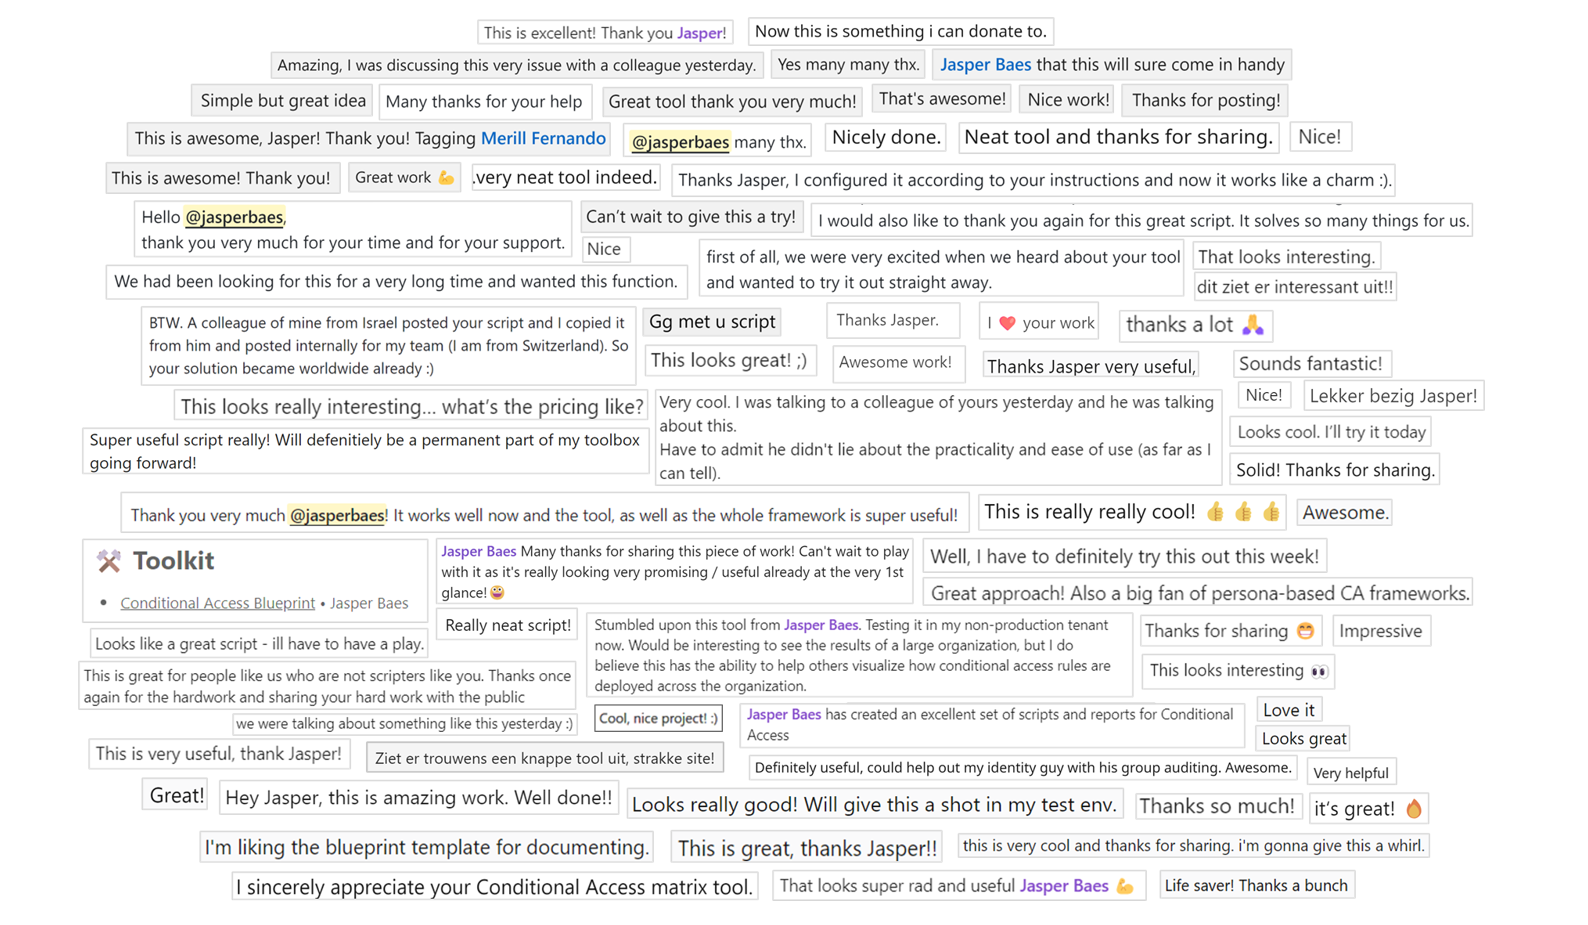 This is excellent! Thank you Jasper!
Now this is something i can donate to.
Amazing, I was discussing this very issue with a colleague yesterday.
Yes many many thx.
Jasper Baes that this will sure come in handy
Simple but great idea
Many thanks for your help
Great tool thank you very much!
That's awesome!
Nice work!
Thanks for posting!
This is awesome, Jasper! Thank you! Tagging Merill Fernando
@jasperbaes many thx.
Nicely done.
Neat tool and thanks for sharing.
Nice!
This is awesome! Thank you!
Great work 💪
.very neat tool indeed.
Thanks Jasper, I configured it according to your instructions and now it works like a charm :).
Hello @jasperbaes,
thank you very much for your time and for your support.
Can't wait to give this a try!
I would also like to thank you again for this great script. It solves so many things for us.
Nice
first of all, we were very excited when we heard about your tool
and wanted to try it out straight away.
That looks interesting.
We had been looking for this for a very long time and wanted this function.
dit ziet er interessant uit!!
BTW. A colleague of mine from Israel posted your script and I copied it
from him and posted internally for my team (I am from Switzerland). So
your solution became worldwide already :)
Gg met u script
Thanks Jasper.
I ❤️ your work
thanks a lot 🙏
This looks great! ;)
Awesome work!
Thanks Jasper very useful,
Sounds fantastic!
This looks really interesting... what's the pricing like?
Very cool. I was talking to a colleague of yours yesterday and he was talking
about this.
Have to admit he didn't lie about the practicality and ease of use (as far as I
can tell).
Nice!
Lekker bezig Jasper!
Super useful script really! Will defenitiely be a permanent part of my toolbox
going forward!
Looks cool. I'll try it today
Solid! Thanks for sharing.
Thank you very much @jasperbaes! It works well now and the tool, as well as the whole framework is super useful!
This is really really cool! 👍 👍 👍
Awesome.
🛠️ Toolkit
• Conditional Access Blueprint • Jasper Baes
Jasper Baes Many thanks for sharing this piece of work! Can't wait to play
with it as it's really looking very promising / useful already at the very 1st
glance! 😀
Well, I have to definitely try this out this week!
Great approach! Also a big fan of persona-based CA frameworks.
Looks like a great script - ill have to have a play.
Really neat script!
Stumbled upon this tool from Jasper Baes. Testing it in my non-production tenant
now. Would be interesting to see the results of a large organization, but I do
believe this has the ability to help others visualize how conditional access rules are
deployed across the organization.
Thanks for sharing 😁
Impressive
This is great for people like us who are not scripters like you. Thanks once
again for the hardwork and sharing your hard work with the public
This looks interesting 👀
we were talking about something like this yesterday :)
Cool, nice project! :)
Jasper Baes has created an excellent set of scripts and reports for Conditional
Access
Love it
Looks great
This is very useful, thank Jasper!
Ziet er trouwens een knappe tool uit, strakke site!
Definitely useful, could help out my identity guy with his group auditing. Awesome.
Very helpful
Great!
Hey Jasper, this is amazing work. Well done!!
Looks really good! Will give this a shot in my test env.
Thanks so much!
it's great! 🔥
I'm liking the blueprint template for documenting.
This is great, thanks Jasper!!
this is very cool and thanks for sharing. i'm gonna give this a whirl.
I sincerely appreciate your Conditional Access matrix tool.
That looks super rad and useful Jasper Baes 💪
Life saver! Thanks a bunch